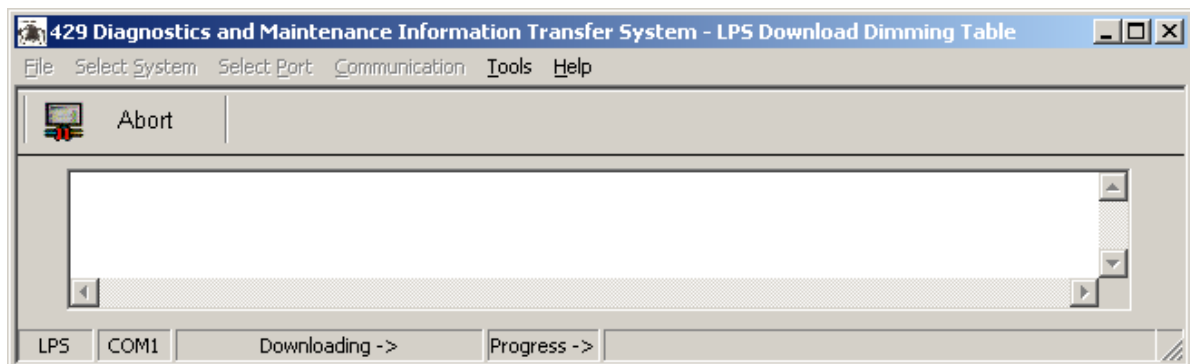 429 Diagnostics and Maintenance Information Transfer System - LPS Download Dimming Table
File Select System Select Port Communication Tools Help
Abort
LPS COM1 Downloading -> Progress ->